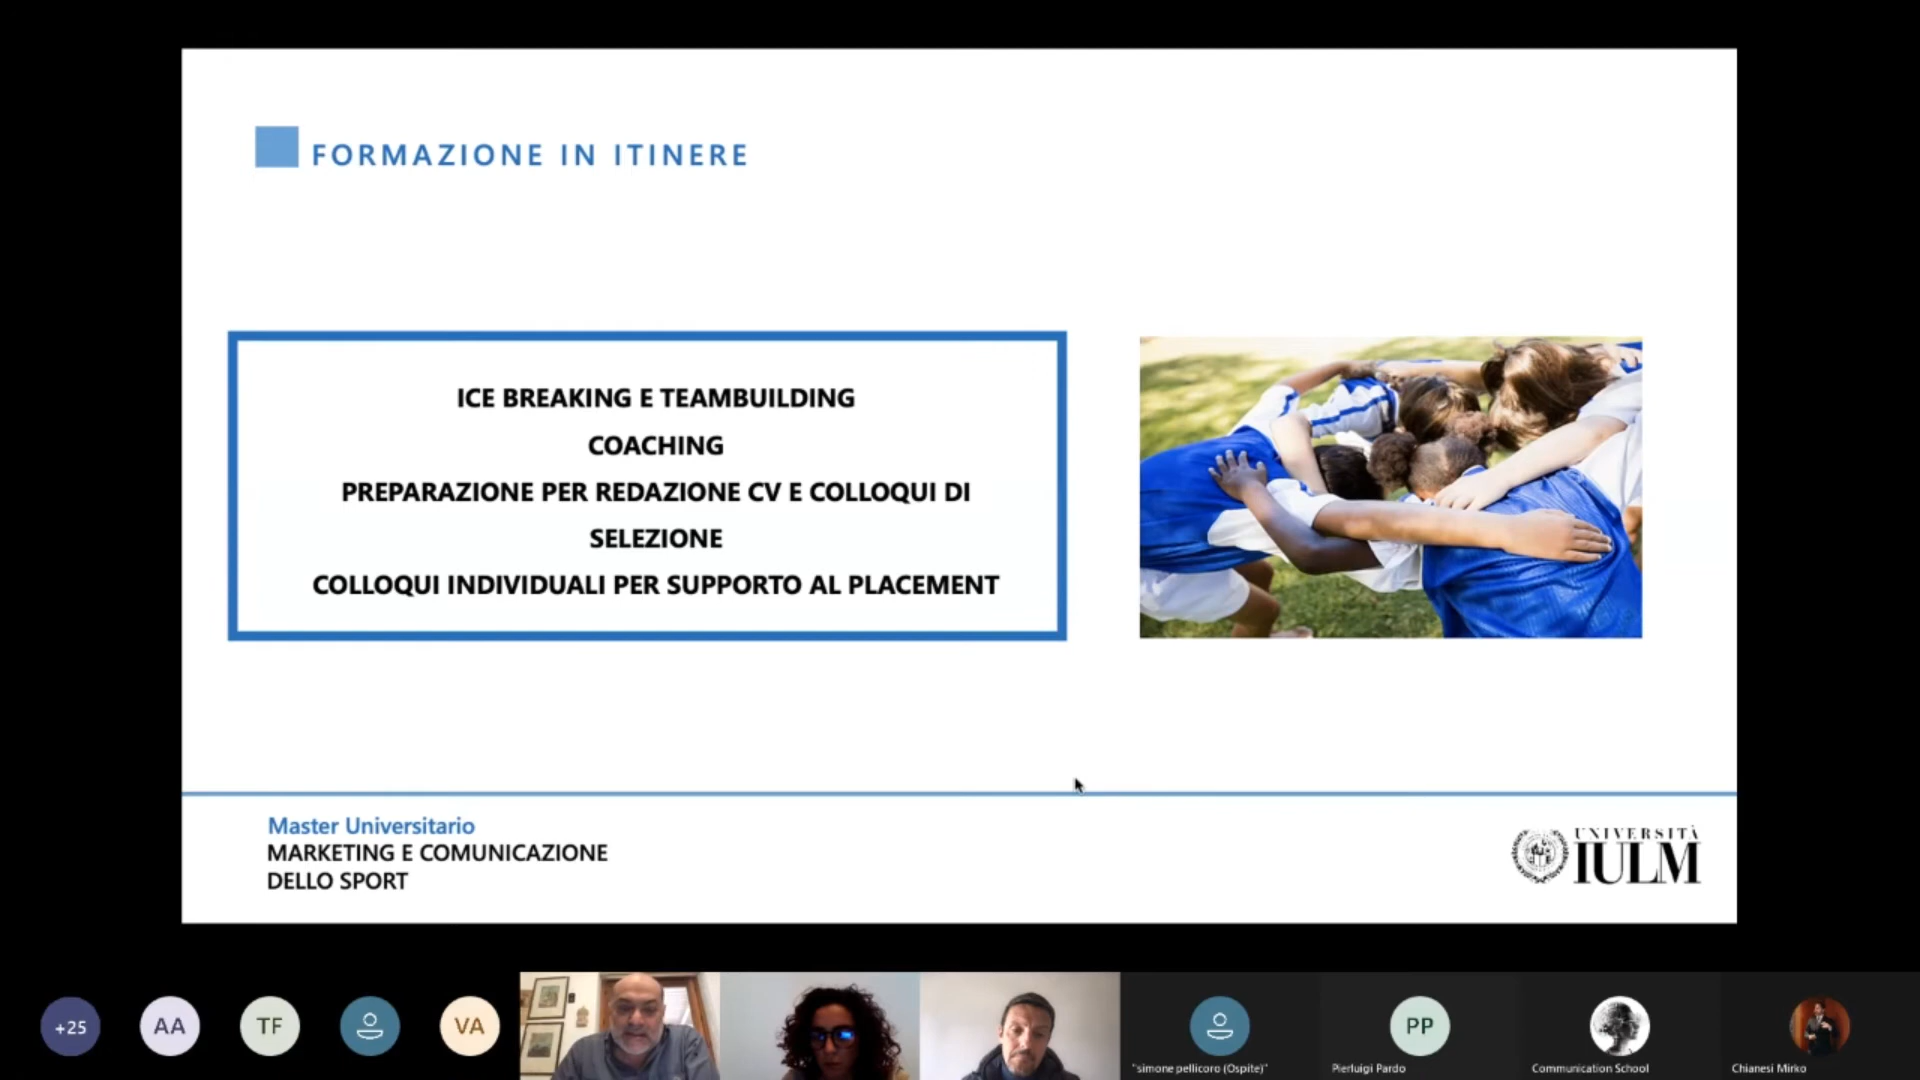 FORMAZIONE IN ITINERE
ICE BREAKING E TEAMBUILDING
COACHING
PREPARAZIONE PER REDAZIONE CV E COLLOQUI DI
SELEZIONE
COLLOQUI INDIVIDUALI PER SUPPORTO AL PLACEMENT
Master Universitario
MARKETING E COMUNICAZIONE
DELLO SPORT
UNIVERSITÀ
IULM
+25
AA
TF
VA
PP
"simone pellicoro (Ospite)"
Pierluigi Pardo
Communication School
Chianesi Mirko